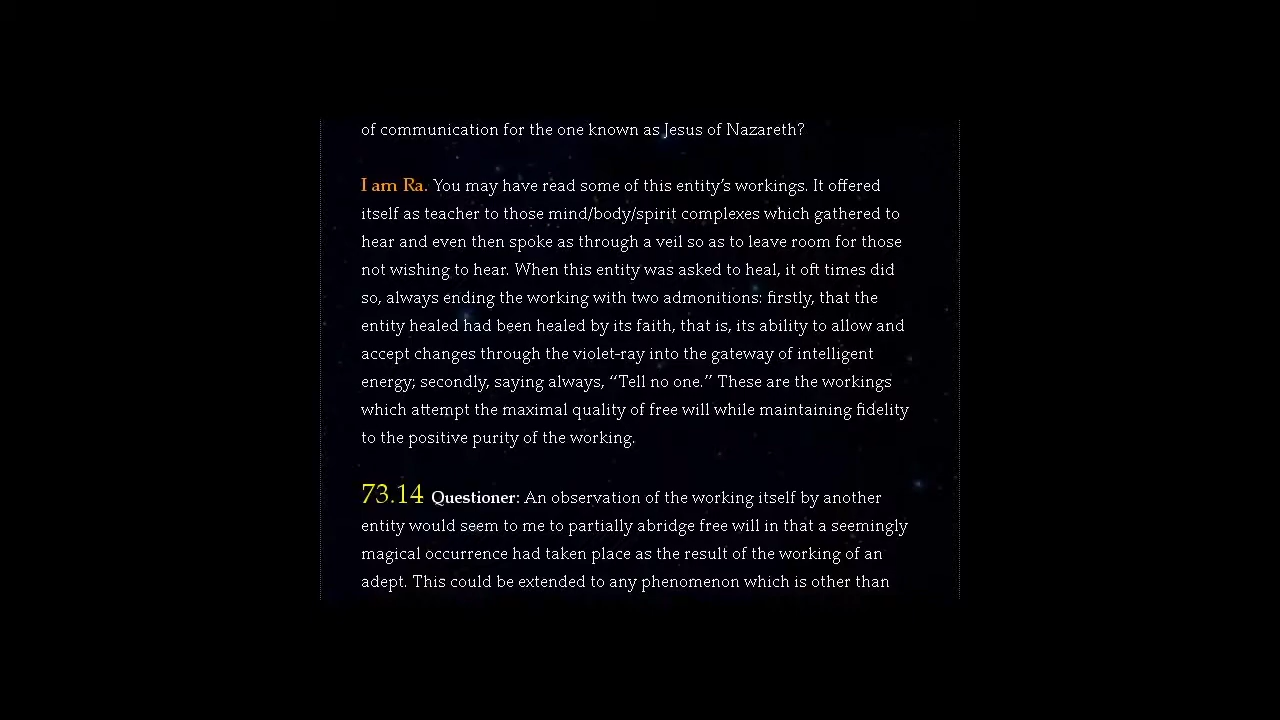 of communication for the one known as Jesus of Nazareth?
I am Ra. You may have read some of this entity's workings. It offered
itself as teacher to those mind/body/spirit complexes which gathered to
hear and even then spoke as through a veil so as to leave room for those
not wishing to hear. When this entity was asked to heal, it oft times did
so, always ending the working with two admonitions: firstly, that the
entity healed had been healed by its faith, that is, its ability to allow and
accept changes through the violet-ray into the gateway of intelligent
energy; secondly, saying always, “Tell no one.” These are the workings
which attempt the maximal quality of free will while maintaining fidelity
to the positive purity of the working.
73.14 Questioner: An observation of the working itself by another
entity would seem to me to partially abridge free will in that a seemingly
magical occurrence had taken place as the result of the working of an
adept. This could be extended to any phenomenon which is other than